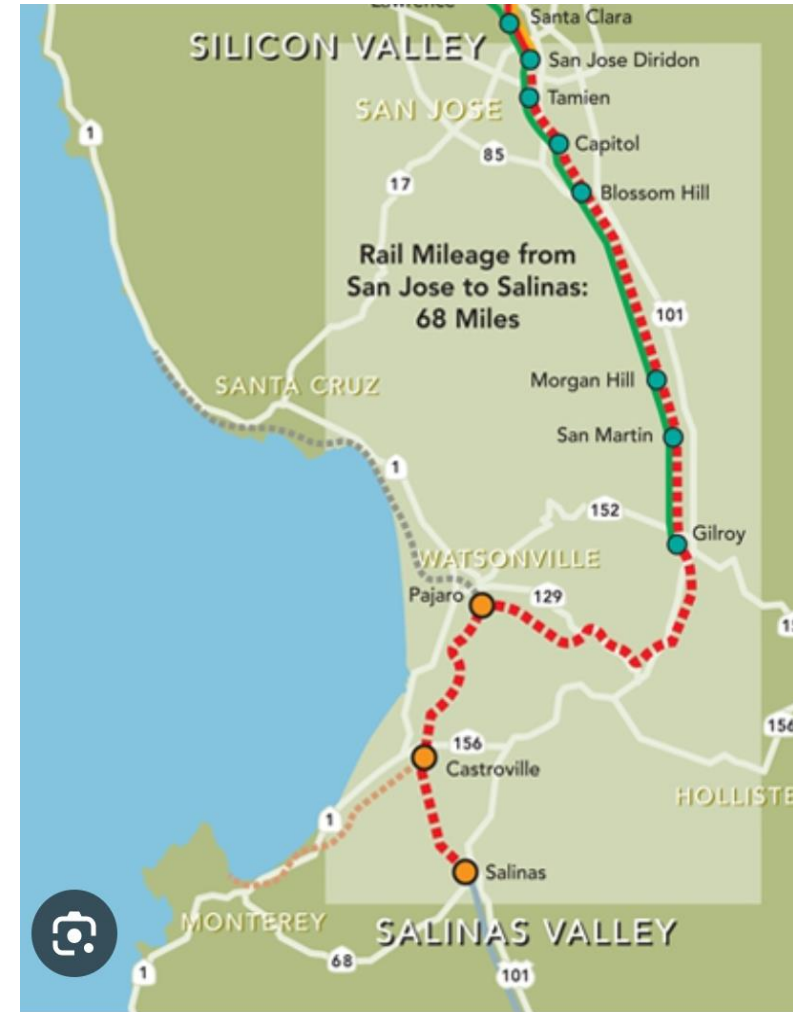 Lawrence
Santa Clara
SILICON VALLEY
San Jose Diridon
Tamien
SAN JOSE
1
Capitol
85
17
Blossom Hill
Rail Mileage from
San Jose to Salinas:
68 Miles
101
Morgan Hill
SANTA CRUZ
San Martin
1
152
Gilroy
WATSONVILLE
Pajaro
129
156
156
Castroville
HOLLISTE
1
Salinas
MONTEREY
SALINAS VALLEY
68
1
101